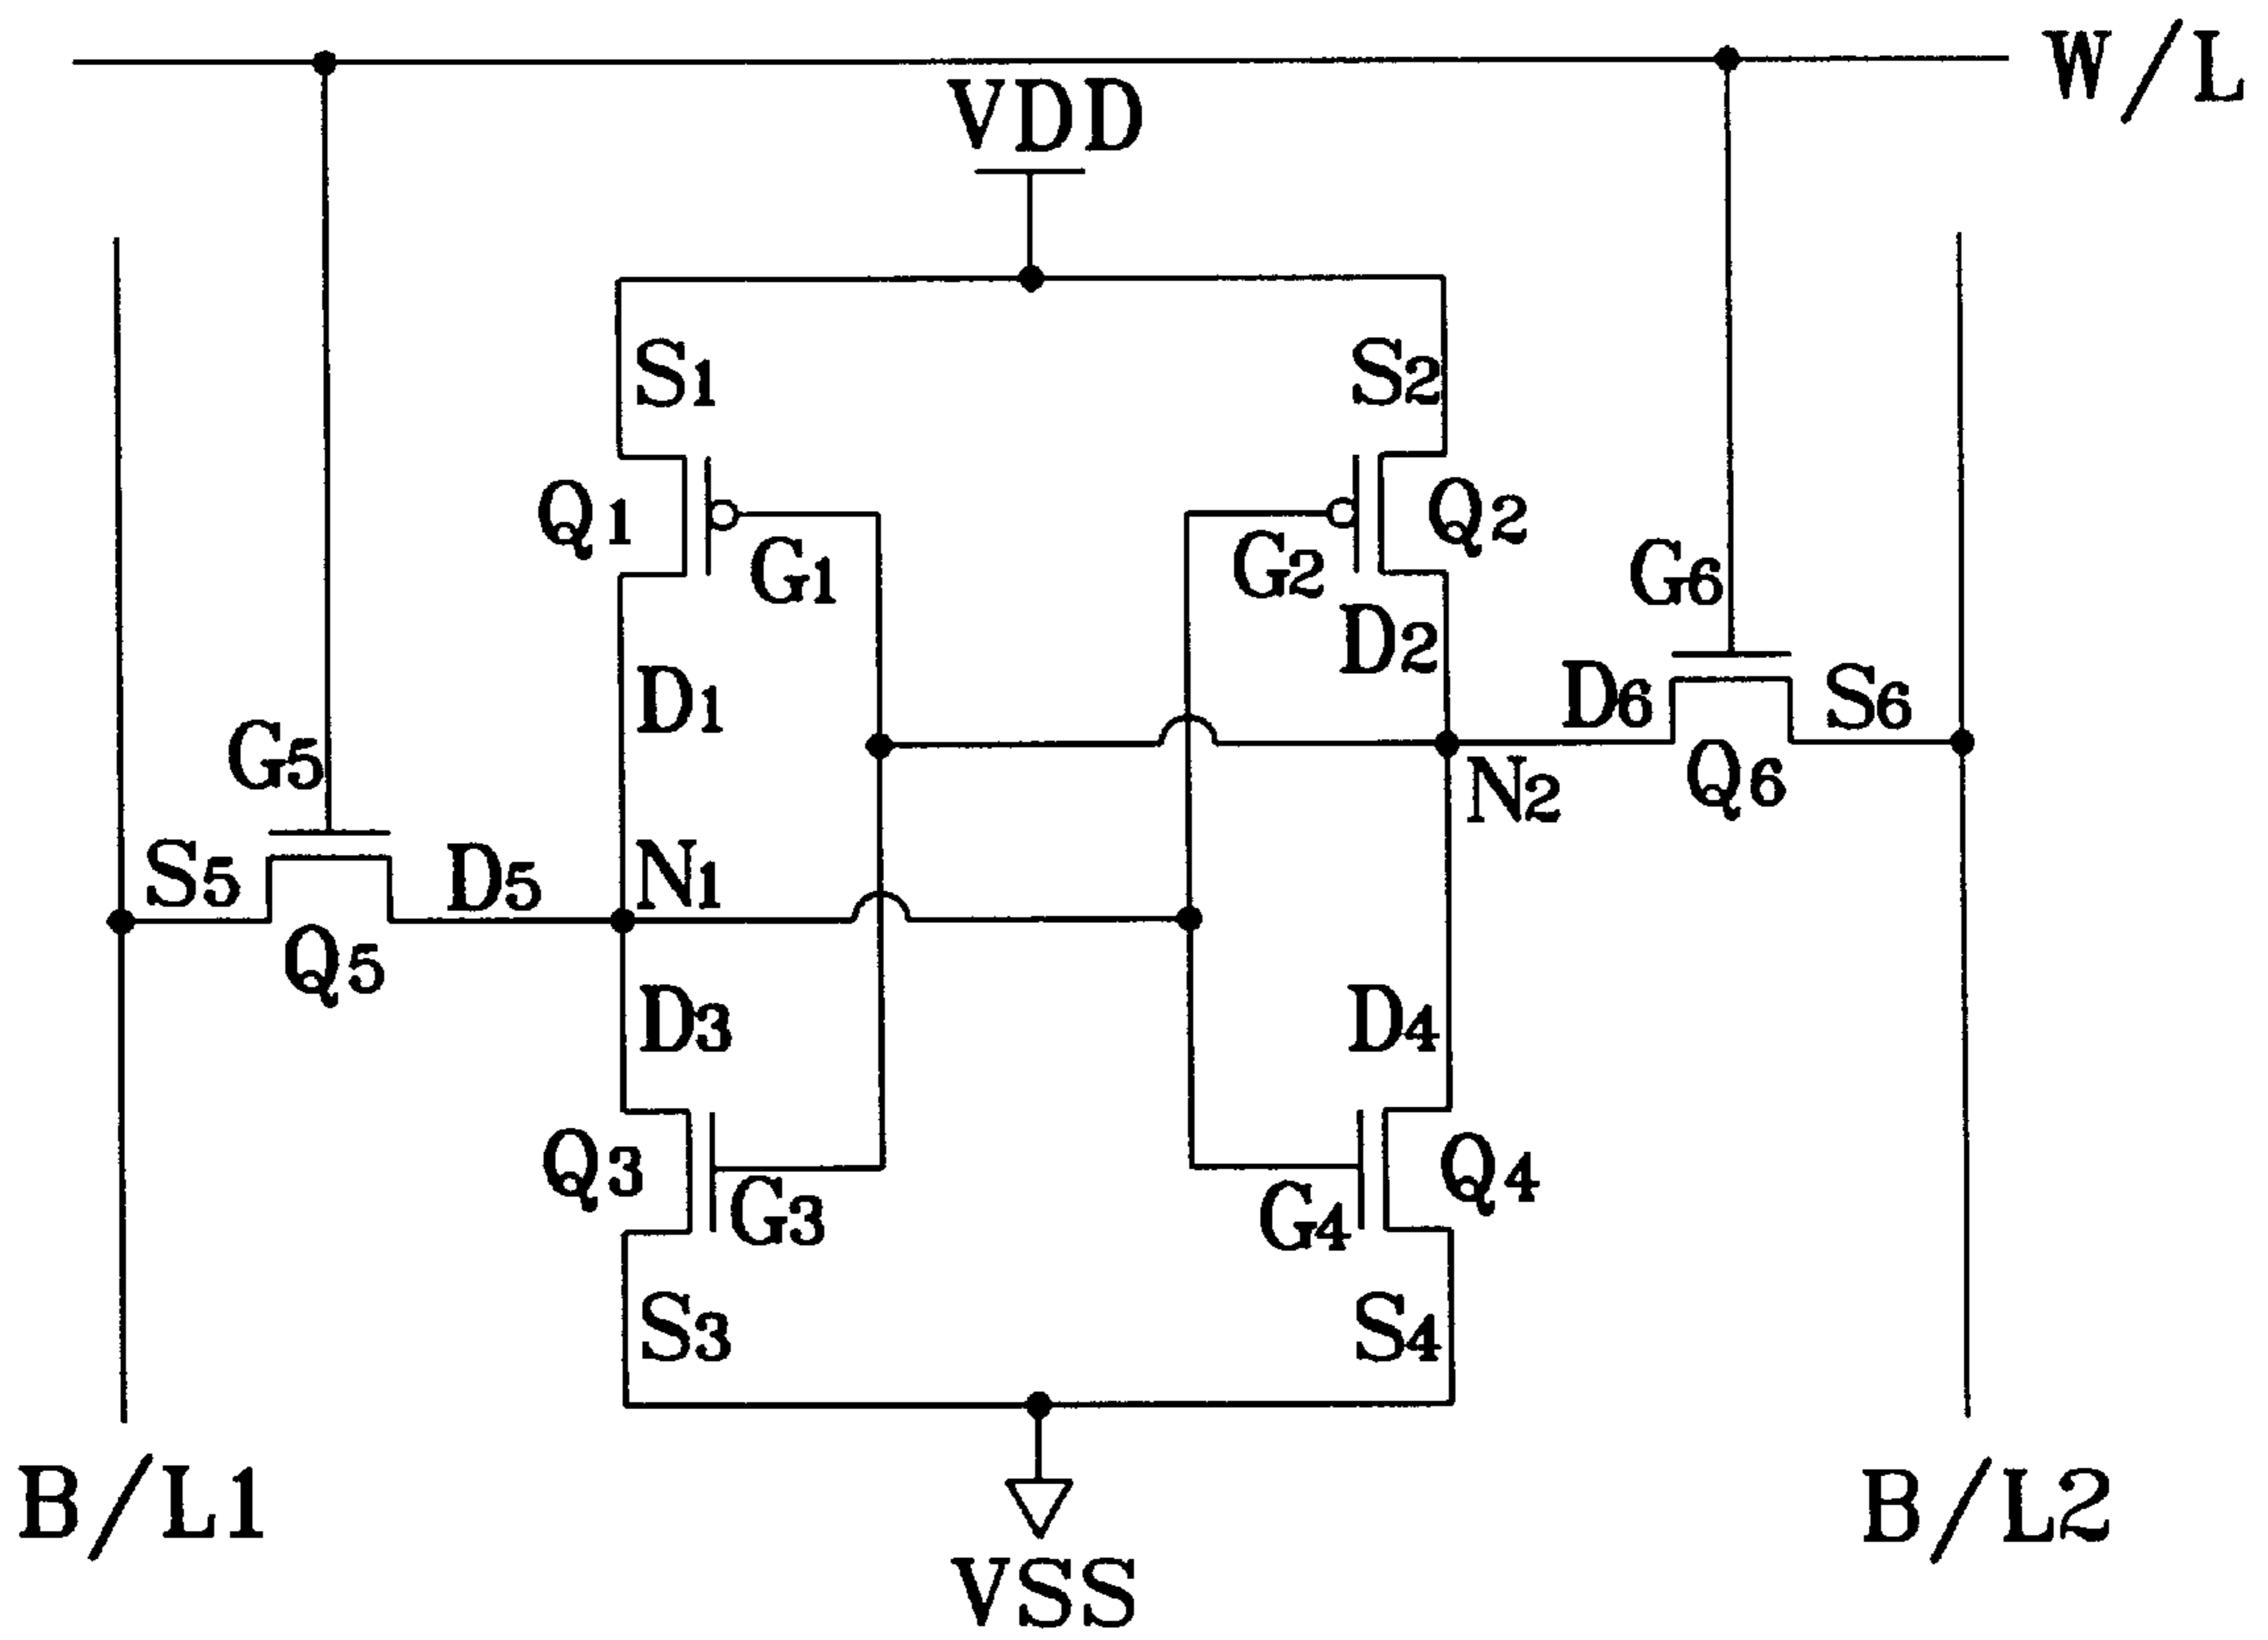 W/L
VDD
S1
S2
Q1
G1
G2
Q2
G6
D1
D2
D6
S6
G5
N2
Q6
S5
D5
N1
Q5
D3
D4
Q3
G3
G4
Q4
S3
S4
B/L1
B/L2
VSS